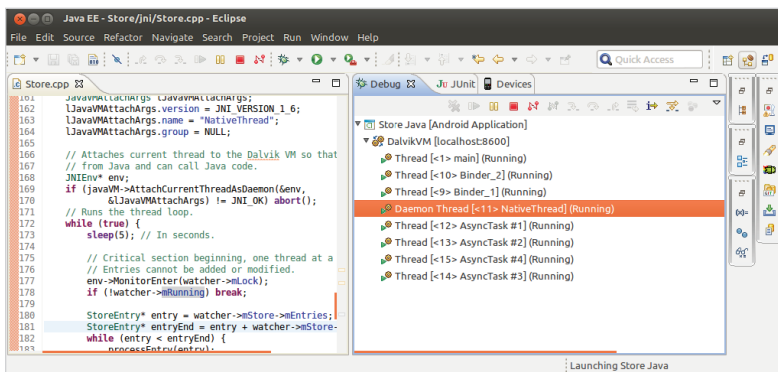 Java EE - Store/jni/Store.cpp - Eclipse
File Edit Source Refactor Navigate Search Project Run Window Help
Quick Access
Store.cpp
161 JavaVMAttachArgs lJavaVMAttachArgs;
162 lJavaVMAttachArgs.version = JNI_VERSION_1_6;
163 lJavaVMAttachArgs.name = "NativeThread";
164 lJavaVMAttachArgs.group = NULL;
165
166 // Attaches current thread to the Dalvik VM so that
167 // from Java and can call Java code.
168 JNIEnv* env;
169 if (javaVM->AttachCurrentThreadAsDaemon(&env,
170 &lJavaVMAttachArgs) != JNI_OK) abort();
171 // Runs the thread loop.
172 while (true) {
173 sleep(5); // In seconds.
174
175 // Critical section beginning, one thread at a
176 // Entries cannot be added or modified.
177 env->MonitorEnter(watcher->mLock);
178 if (!watcher->mRunning) break;
179
180 StoreEntry* entry = watcher->mStore->mEntries;
181 StoreEntry* entryEnd = entry + watcher->mStore-
182 while (entry < entryEnd) {
183 processEntry(entry);
Debug JUnit Devices
Store Java [Android Application]
DalvikVM [localhost:8600]
Thread [<1> main] (Running)
Thread [<10> Binder_2] (Running)
Thread [<9> Binder_1] (Running)
Daemon Thread [<11> NativeThread] (Running)
Thread [<12> AsyncTask #1] (Running)
Thread [<13> AsyncTask #2] (Running)
Thread [<15> AsyncTask #4] (Running)
Thread [<14> AsyncTask #3] (Running)
Launching Store Java